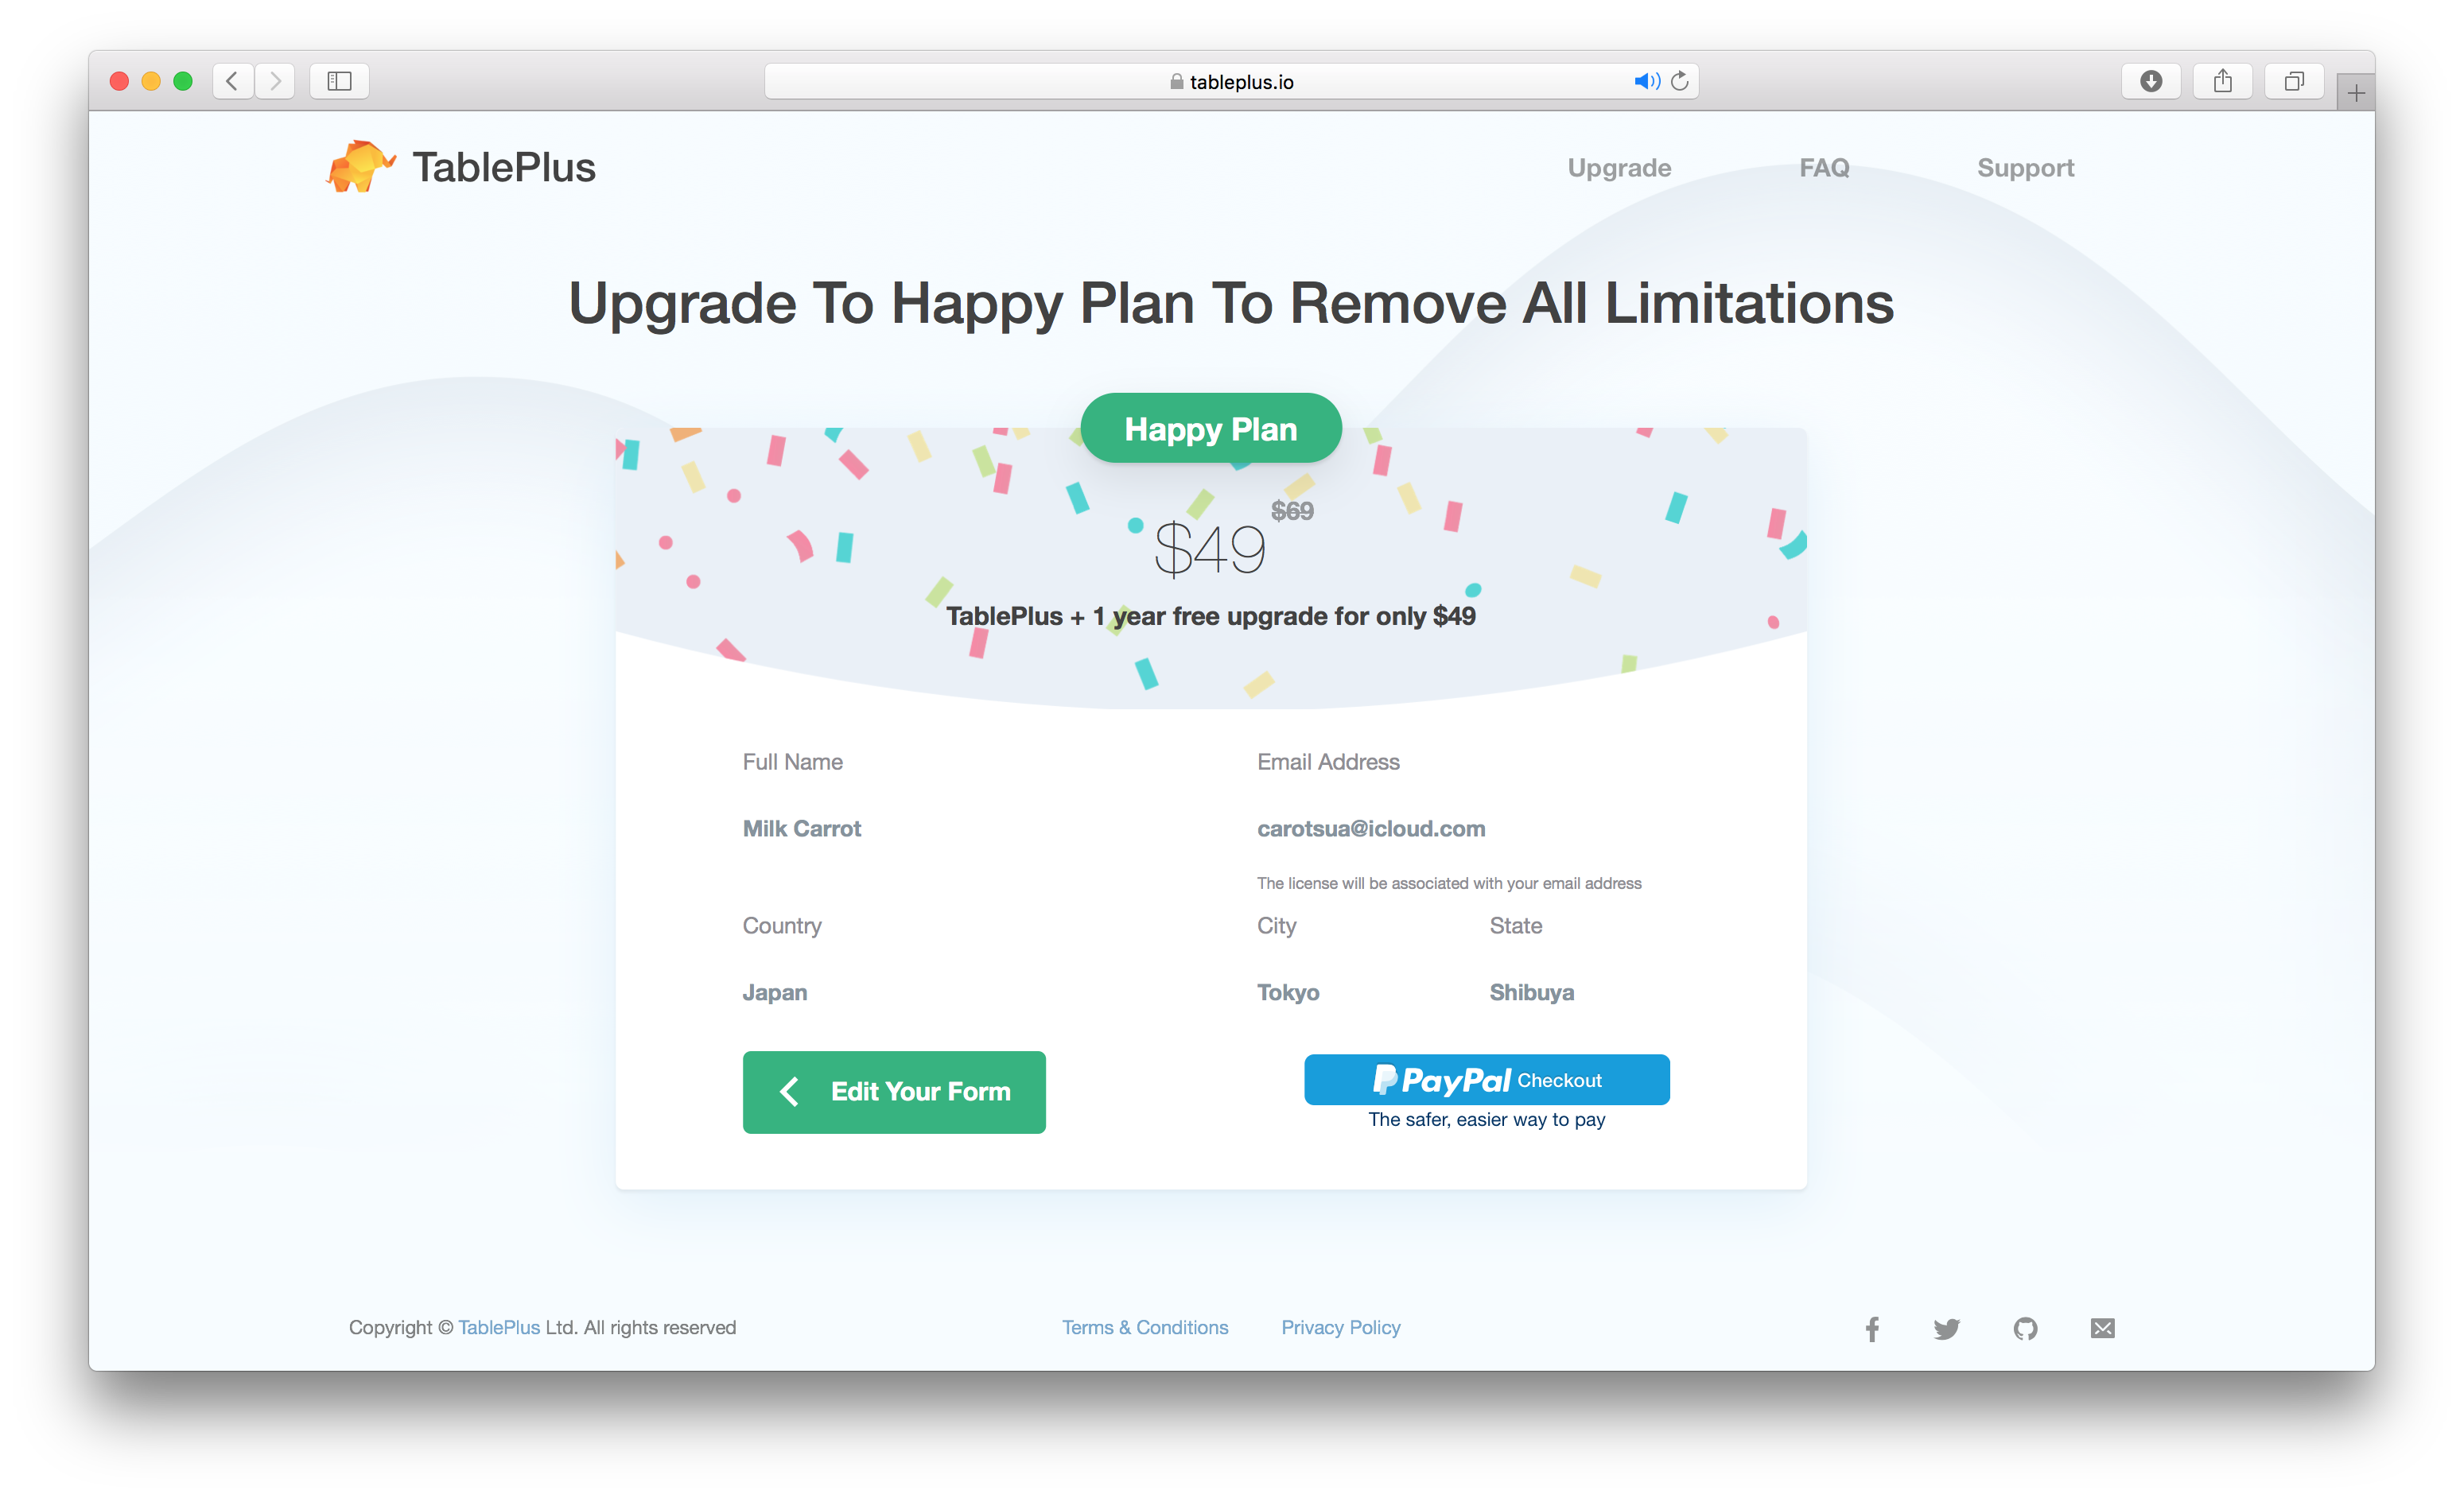 tableplus.io
TablePlus
Upgrade FAQ Support
Upgrade To Happy Plan To Remove All Limitations
Happy Plan
$69
$49
TablePlus + 1 year free upgrade for only $49
Full Name Email Address
Milk Carrot carotsua@icloud.com
The license will be associated with your email address
Country City State
Japan Tokyo Shibuya
Edit Your Form PayPal Checkout
The safer, easier way to pay
Copyright © TablePlus Ltd. All rights reserved Terms & Conditions Privacy Policy